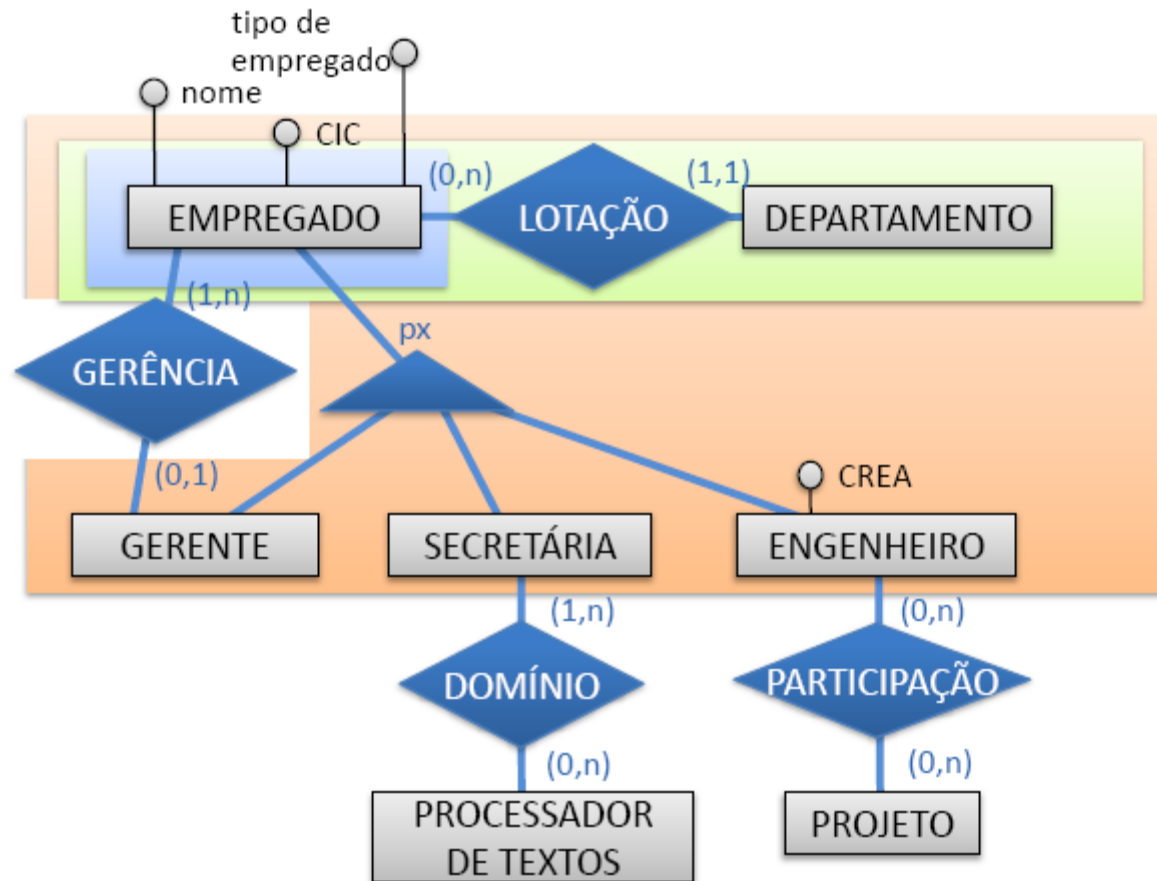 tipo de
empregado
nome
CIC
(0,n)
(1,1)
EMPREGADO
LOTAÇÃO
DEPARTAMENTO
(1,n)
px
GERÊNCIA
(0,1)
CREA
GERENTE
SECRETÁRIA
ENGENHEIRO
(1,n)
(0,n)
DOMÍNIO
PARTICIPAÇÃO
(0,n)
(0,n)
PROCESSADOR
DE TEXTOS
PROJETO